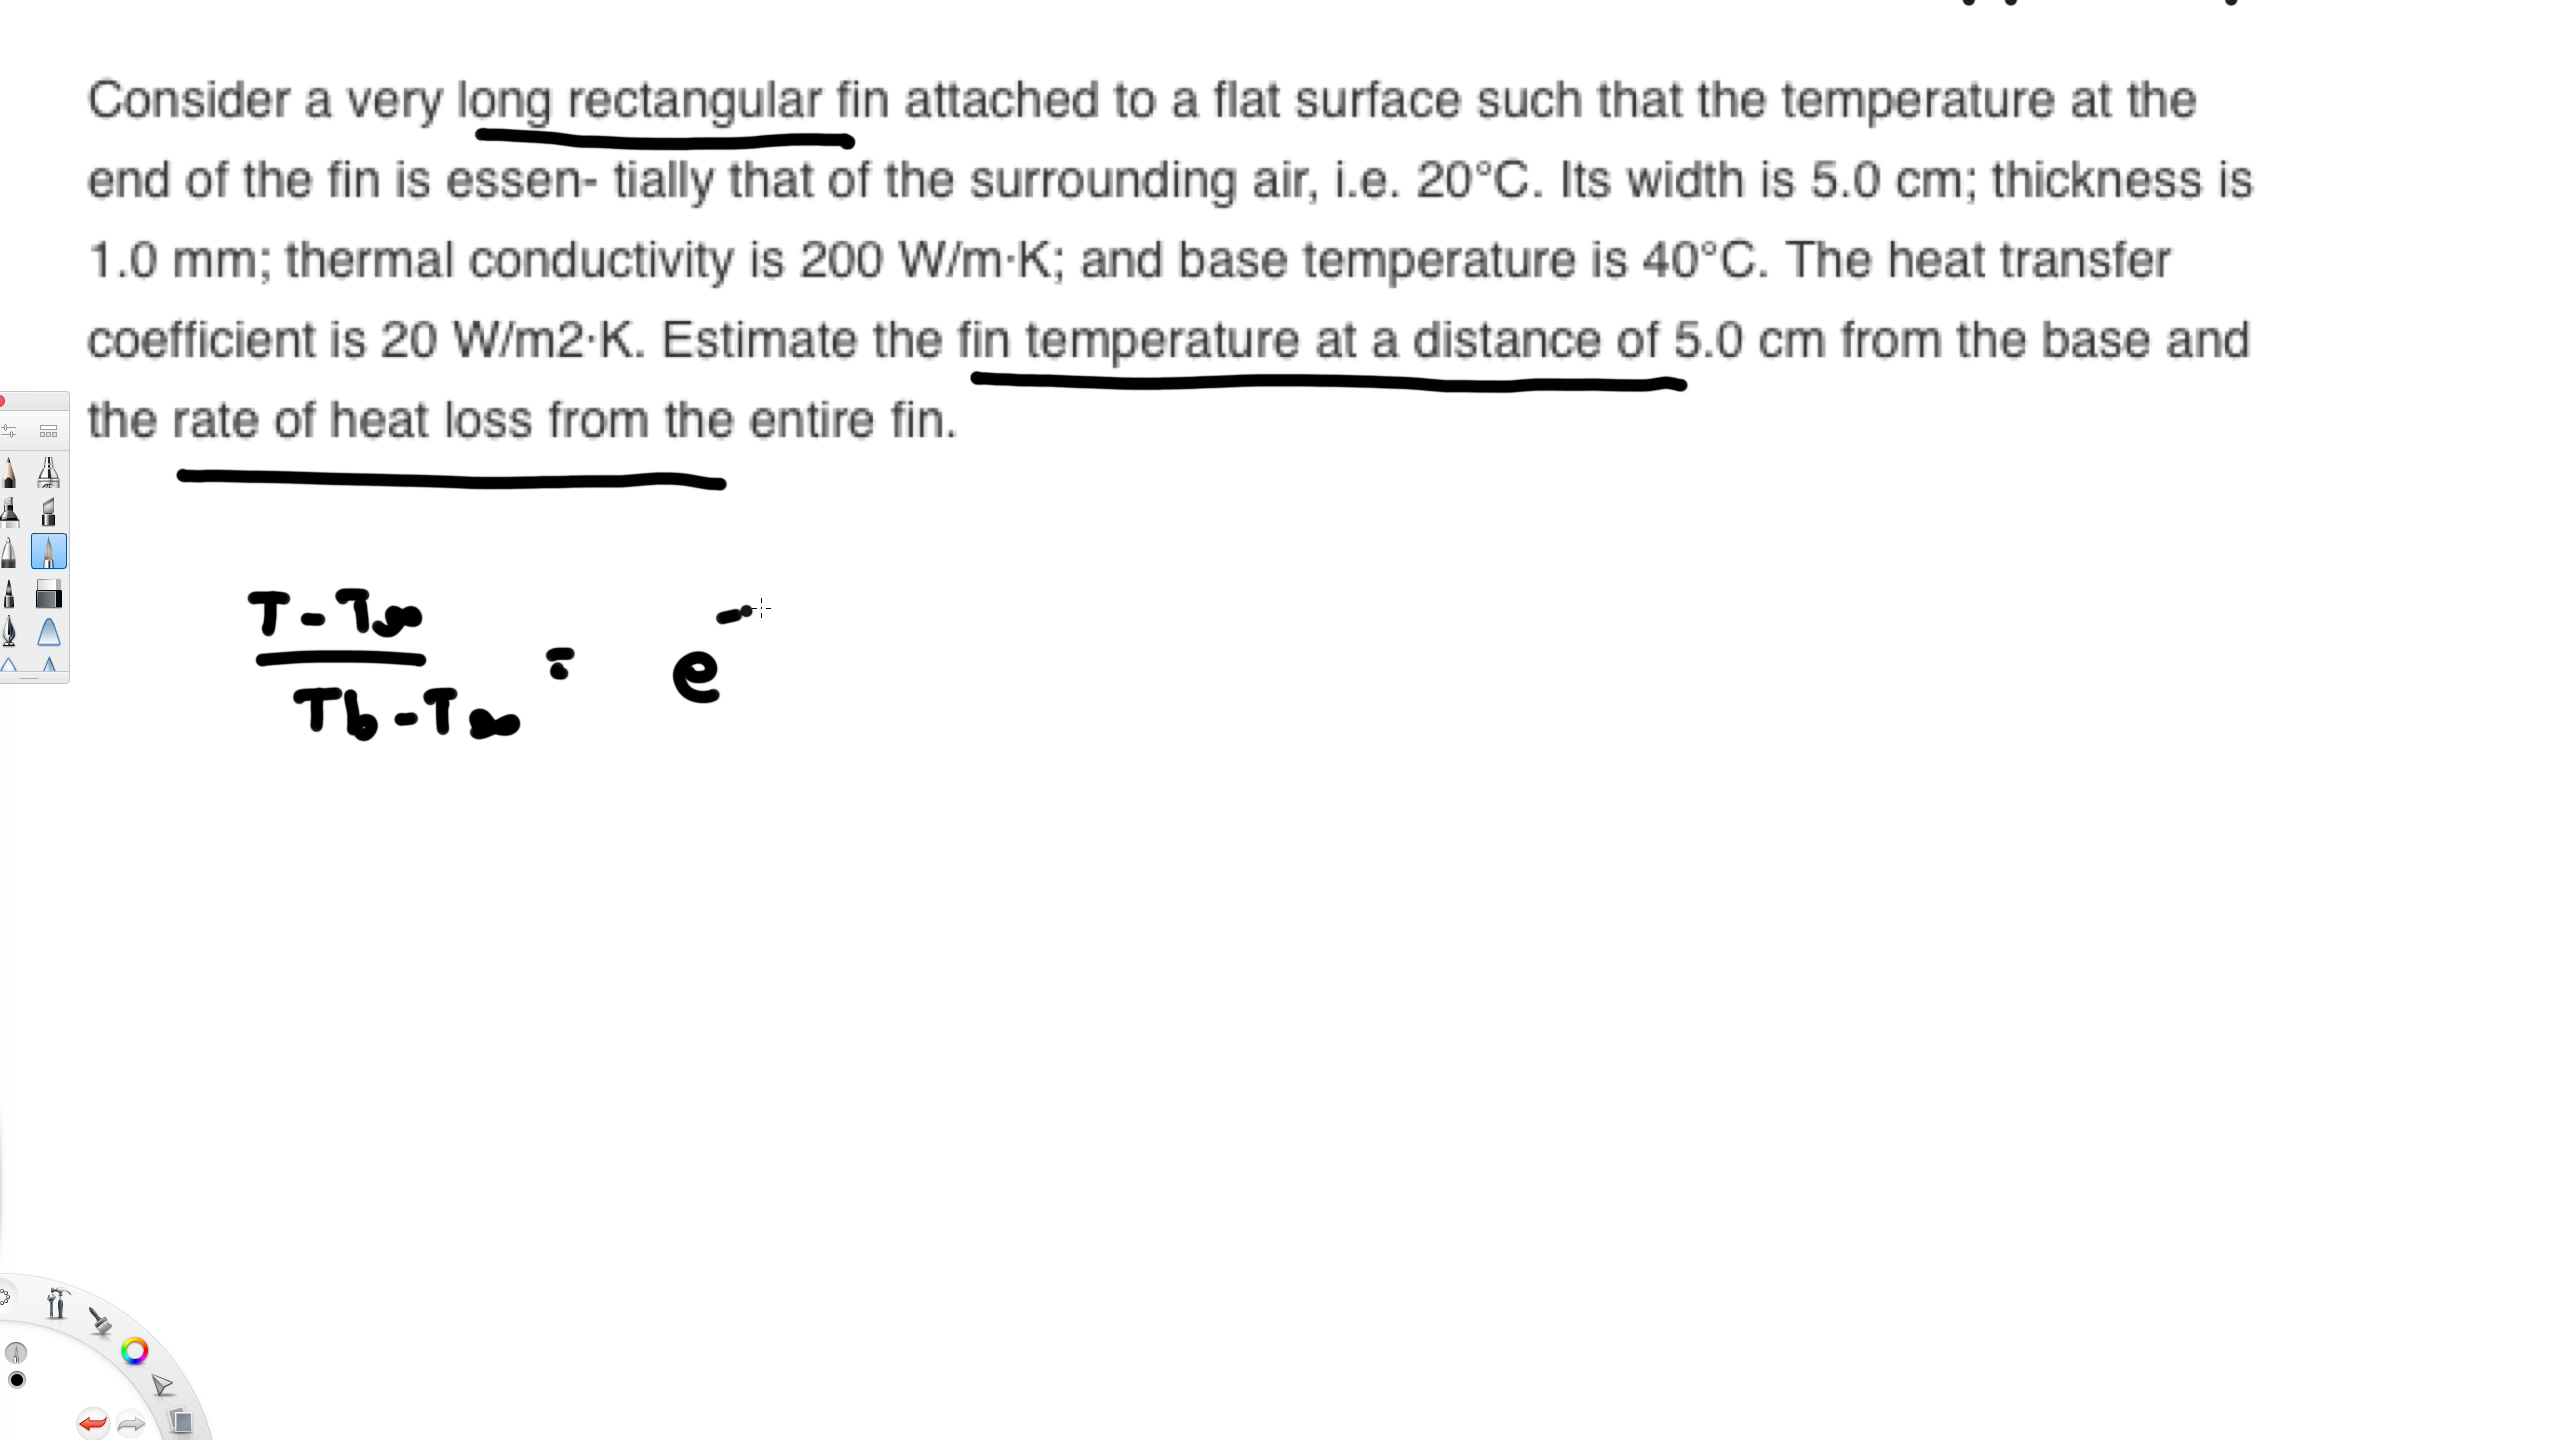 Consider a very long rectangular fin attached to a flat surface such that the temperature at the
end of the fin is essen- tially that of the surrounding air, i.e. 20°C. Its width is 5.0 cm; thickness is
1.0 mm; thermal conductivity is 200 W/m·K; and base temperature is 40°C. The heat transfer
coefficient is 20 W/m2·K. Estimate the fin temperature at a distance of 5.0 cm from the base and
the rate of heat loss from the entire fin.
T - T∞
Tb - T∞
= e -